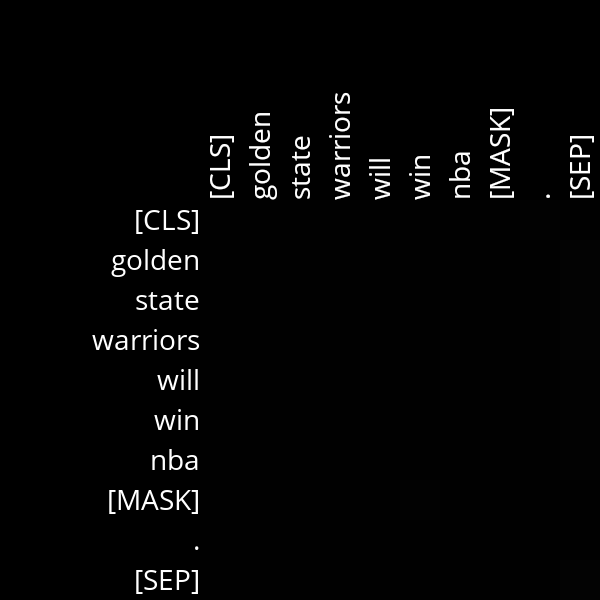 [CLS] golden state warriors will win nba [MASK] . [SEP]
[CLS]
golden
state
warriors
will
win
nba
[MASK]
.
[SEP]